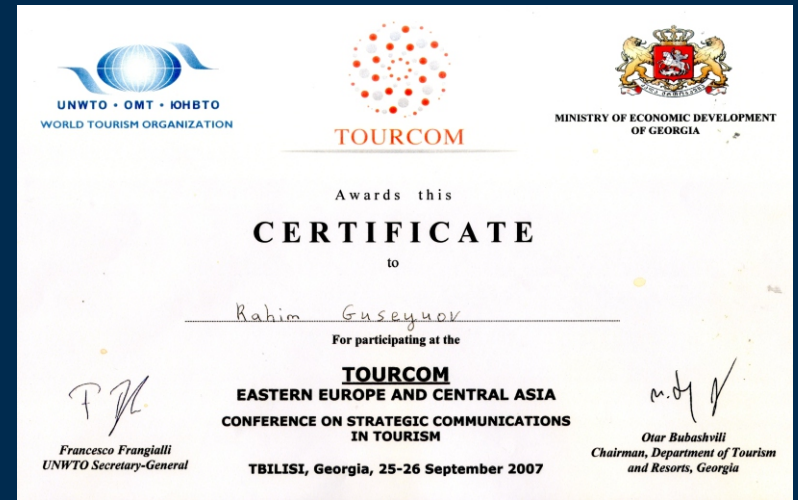 UNWTO • OMT • ЮНВТО
WORLD TOURISM ORGANIZATION
TOURCOM
MINISTRY OF ECONOMIC DEVELOPMENT
OF GEORGIA
Awards this
CERTIFICATE
to
Rahim Guseynov
For participating at the
TOURCOM
EASTERN EUROPE AND CENTRAL ASIA
CONFERENCE ON STRATEGIC COMMUNICATIONS
IN TOURISM
TBILISI, Georgia, 25-26 September 2007
Francesco Frangialli
UNWTO Secretary-General
Otar Bubashvili
Chairman, Department of Tourism
and Resorts, Georgia